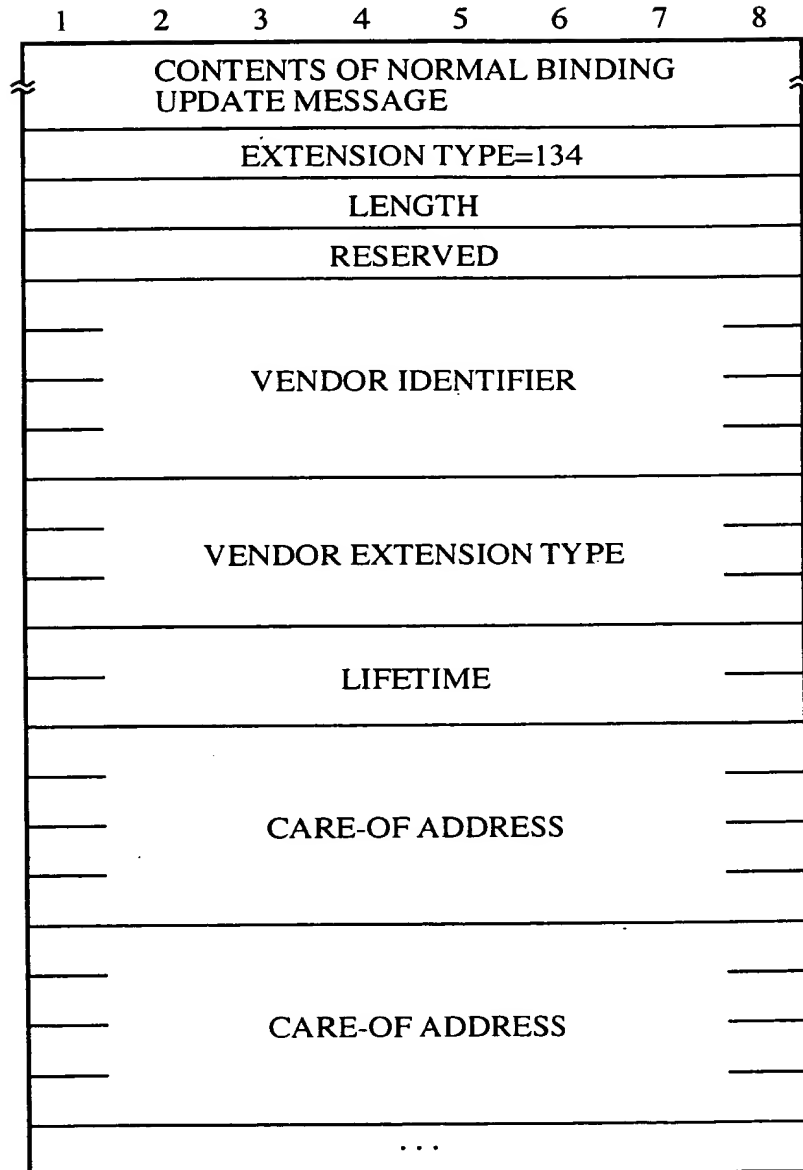 1 2 3 4 5 6 7 8
CONTENTS OF NORMAL BINDING
UPDATE MESSAGE
EXTENSION TYPE=134
LENGTH
RESERVED
VENDOR IDENTIFIER
VENDOR EXTENSION TYPE
LIFETIME
CARE-OF ADDRESS
CARE-OF ADDRESS
...